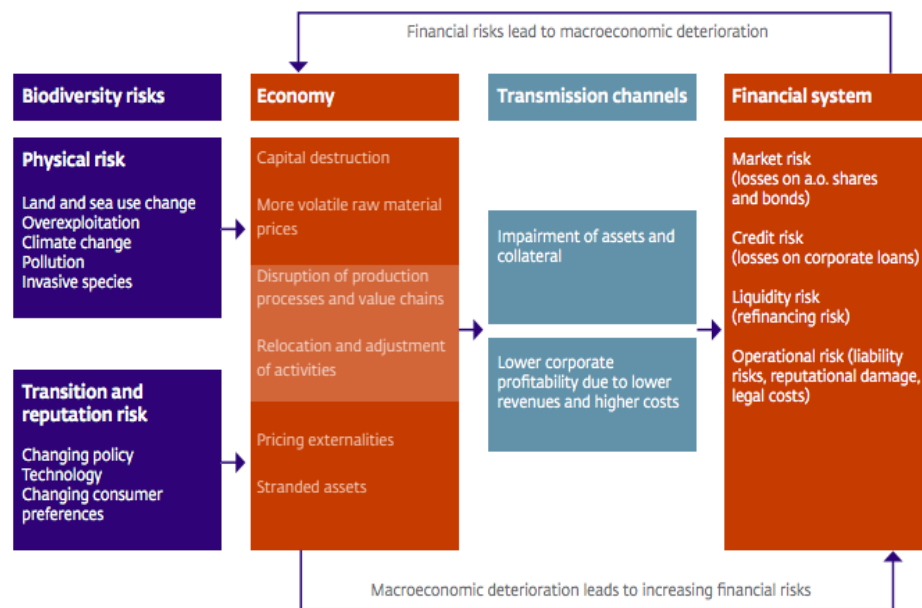 Financial risks lead to macroeconomic deterioration
Biodiversity risks
Economy
Transmission channels
Financial system
Physical risk
Land and sea use change
Overexploitation
Climate change
Pollution
Invasive species
Transition and
reputation risk
Changing policy
Technology
Changing consumer
preferences
Capital destruction
More volatile raw material
prices
Disruption of production
processes and value chains
Relocation and adjustment
of activities
Pricing externalities
Stranded assets
Impairment of assets and
collateral
Lower corporate
profitability due to lower
revenues and higher costs
Market risk
(losses on a.o. shares
and bonds)
Credit risk
(losses on corporate loans)
Liquidity risk
(refinancing risk)
Operational risk (liability
risks, reputational damage,
legal costs)
Macroeconomic deterioration leads to increasing financial risks